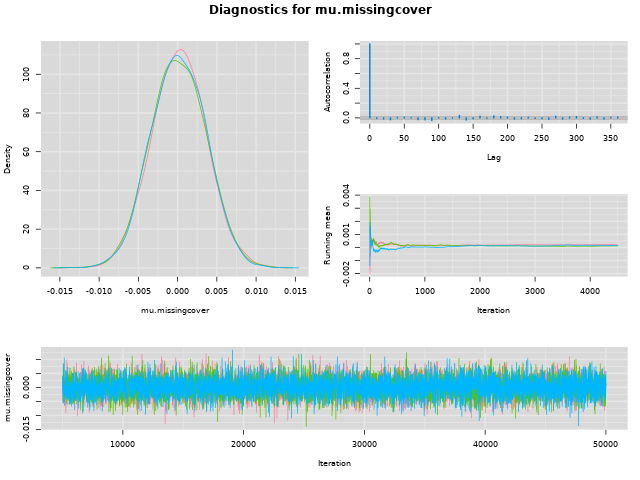 Diagnostics for mu.missingcover
Density
0 20 40 60 80 100
-0.015 -0.010 -0.005 0.000 0.005 0.010 0.015
mu.missingcover
Autocorrelation
0.0 0.4 0.8
0 50 100 150 200 250 300 350
Lag
Running mean
-0.002 0.001 0.004
0 1000 2000 3000 4000
Iteration
mu.missingcover
-0.015 0.000
10000 20000 30000 40000 50000
Iteration